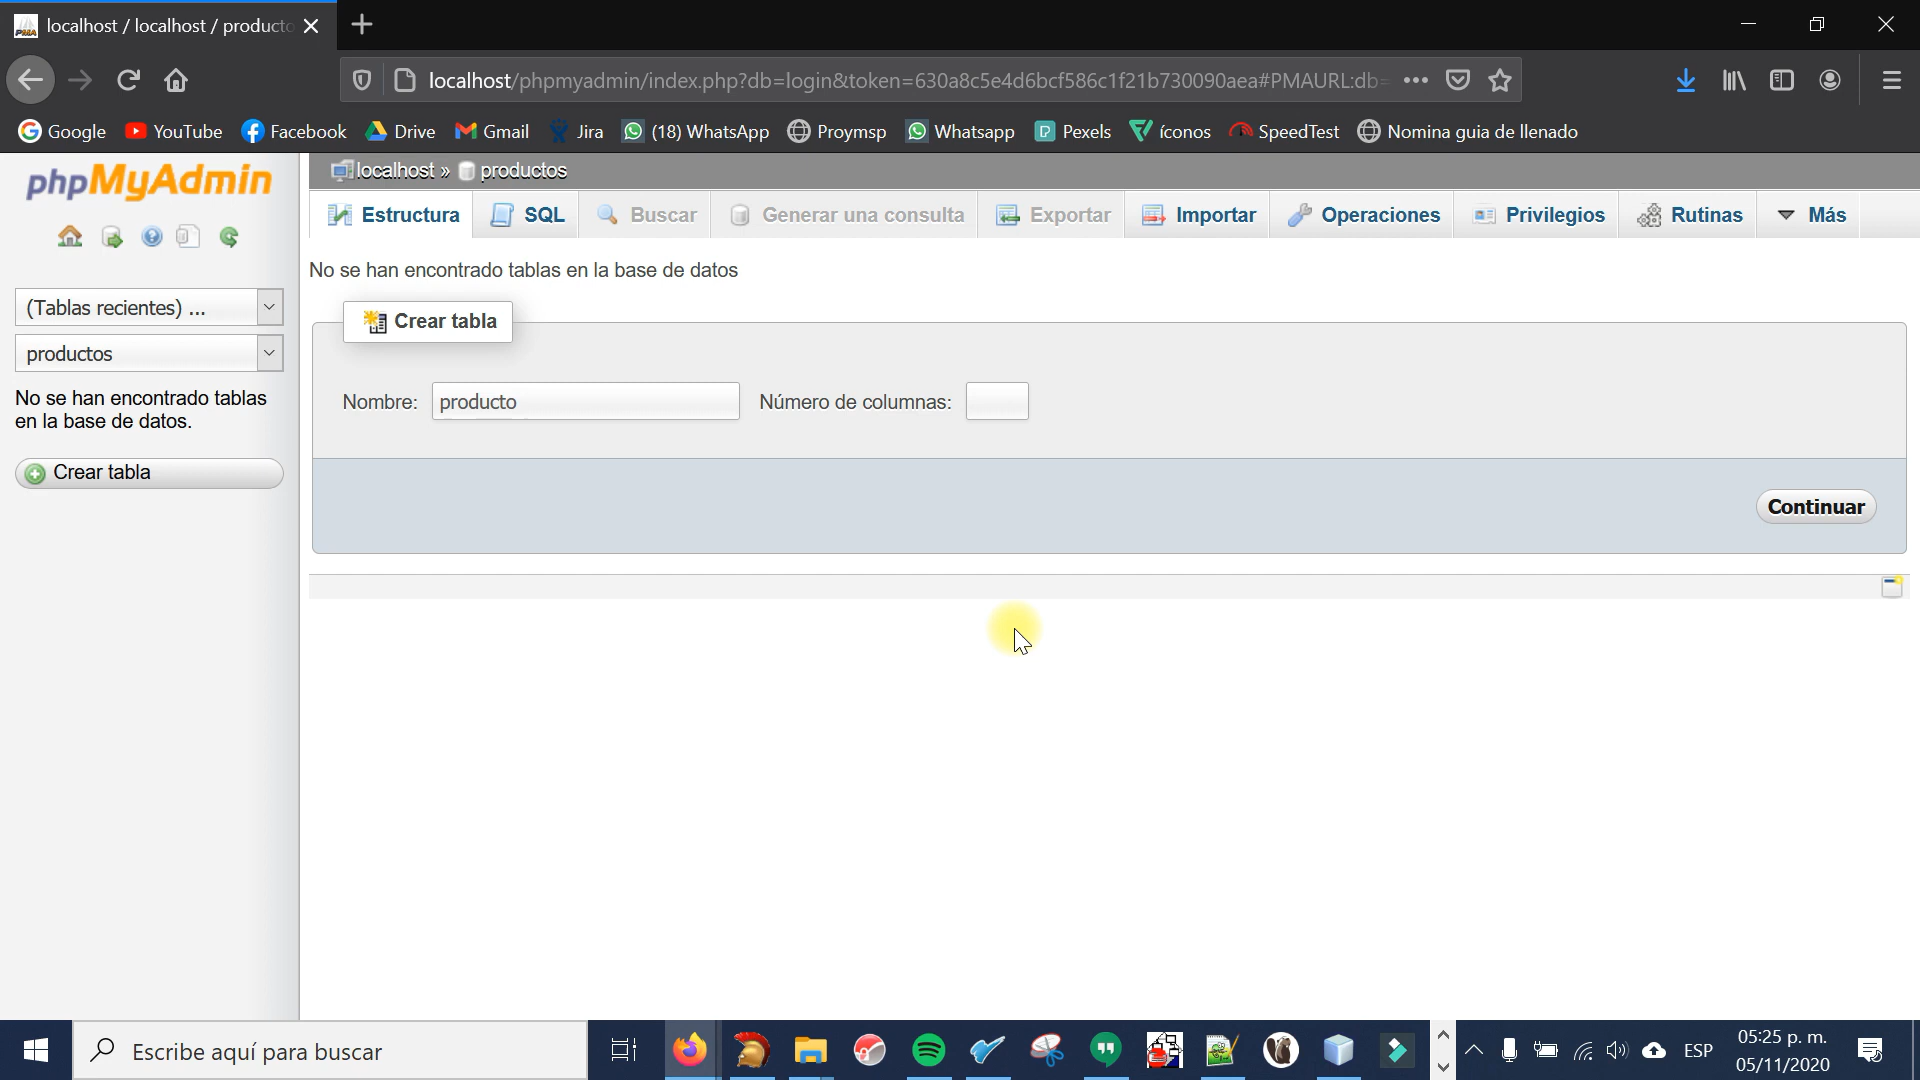 localhost / localhost / producto
localhost/phpmyadmin/index.php?db=login&token=630a8c5e4d6bcf586c1f21b730090aea#PMAURL:db=
Google YouTube Facebook Drive Gmail Jira (18) WhatsApp Proymsp Whatsapp Pexels íconos SpeedTest Nomina guia de llenado
phpMyAdmin
localhost » productos
Estructura SQL Buscar Generar una consulta Exportar Importar Operaciones Privilegios Rutinas Más
(Tablas recientes) ...
productos
No se han encontrado tablas
en la base de datos.
Crear tabla
No se han encontrado tablas en la base de datos
Crear tabla
Nombre: producto Número de columnas:
Continuar
Escribe aquí para buscar
ESP
05:25 p. m.
05/11/2020